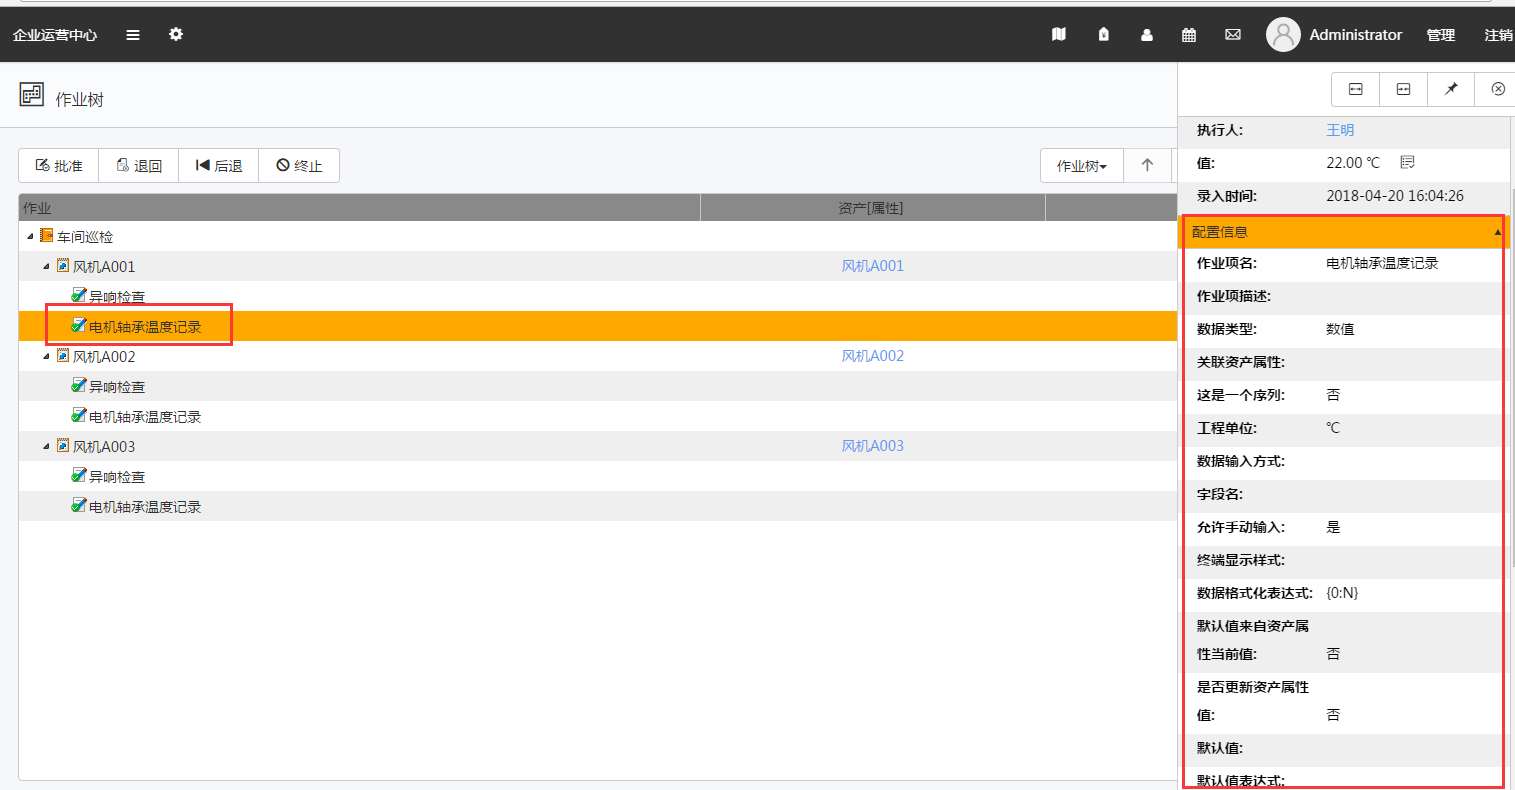 企业运营中心
Administrator
管理
注销
作业树
批准
退回
后退
终止
作业树
作业
资产[属性]
车间巡检
风机A001
风机A001
异响检查
电机轴承温度记录
风机A002
风机A002
异响检查
电机轴承温度记录
风机A003
风机A003
异响检查
电机轴承温度记录
执行人:
王明
值:
22.00 ℃
录入时间:
2018-04-20 16:04:26
配置信息
作业项名:
电机轴承温度记录
作业项描述:
数据类型:
数值
关联资产属性:
这是一个序列:
否
工程单位:
℃
数据输入方式:
字段名:
允许手动输入:
是
终端显示样式:
数据格式化表达式:
{0:N}
默认值来自资产属
性当前值:
否
是否更新资产属性
值:
否
默认值:
默认值表达式: